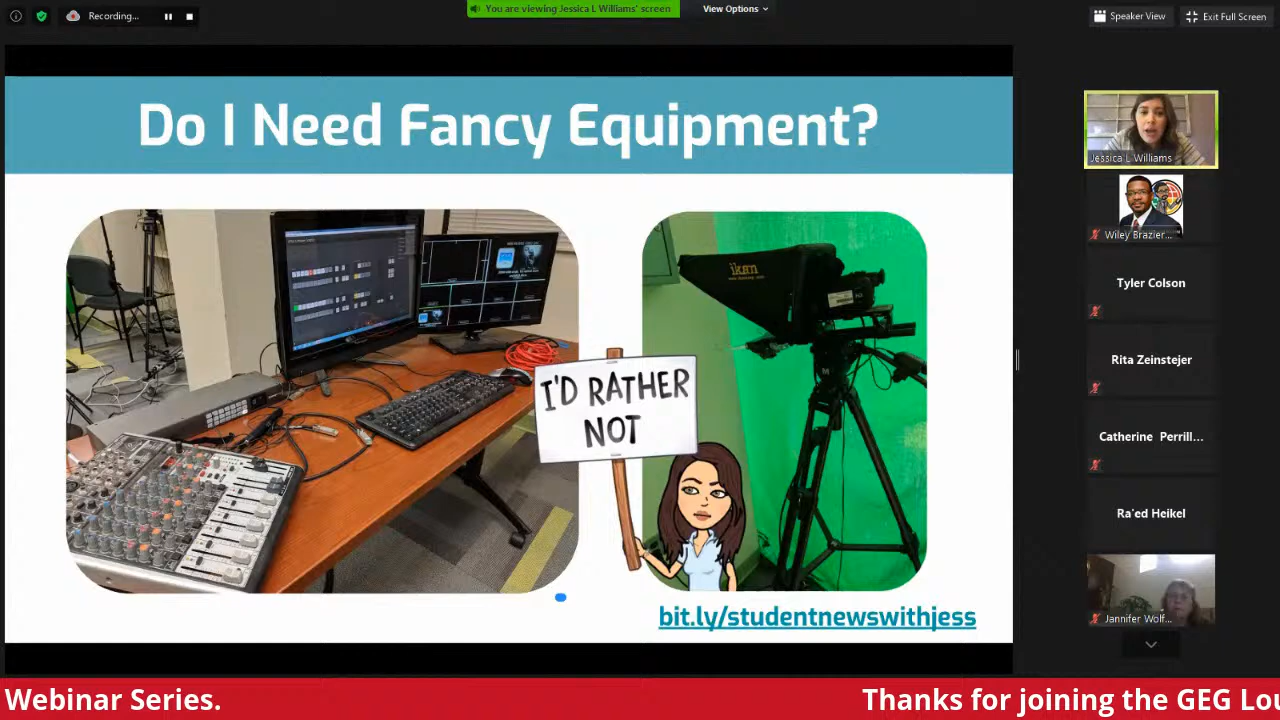 Recording...
You are viewing Jessica L Williams' screen
View Options
Speaker View
Exit Full Screen
Do I Need Fancy Equipment?
ikan
I'D RATHER
NOT
bit.ly/studentnewswithjess
Jessica L Williams
Wiley Brazier...
Tyler Colson
Rita Zeinstejer
Catherine Perrill...
Ra'ed Heikel
Jannifer Wolf...
Webinar Series.
Thanks for joining the GEG Lou